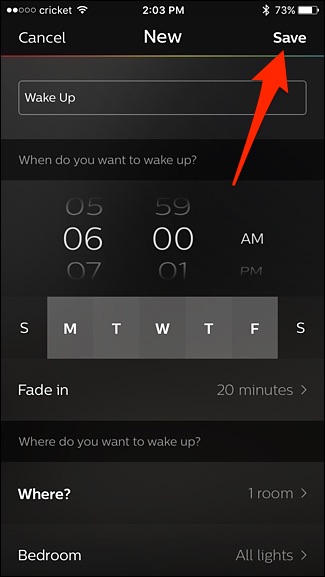 cricket 2:03 PM 73%
Cancel New Save
Wake Up
When do you want to wake up?
05 59
06 00 AM
07 01 PM
S M T W T F S
Fade in 20 minutes >
Where do you want to wake up?
Where? 1 room >
Bedroom All lights >